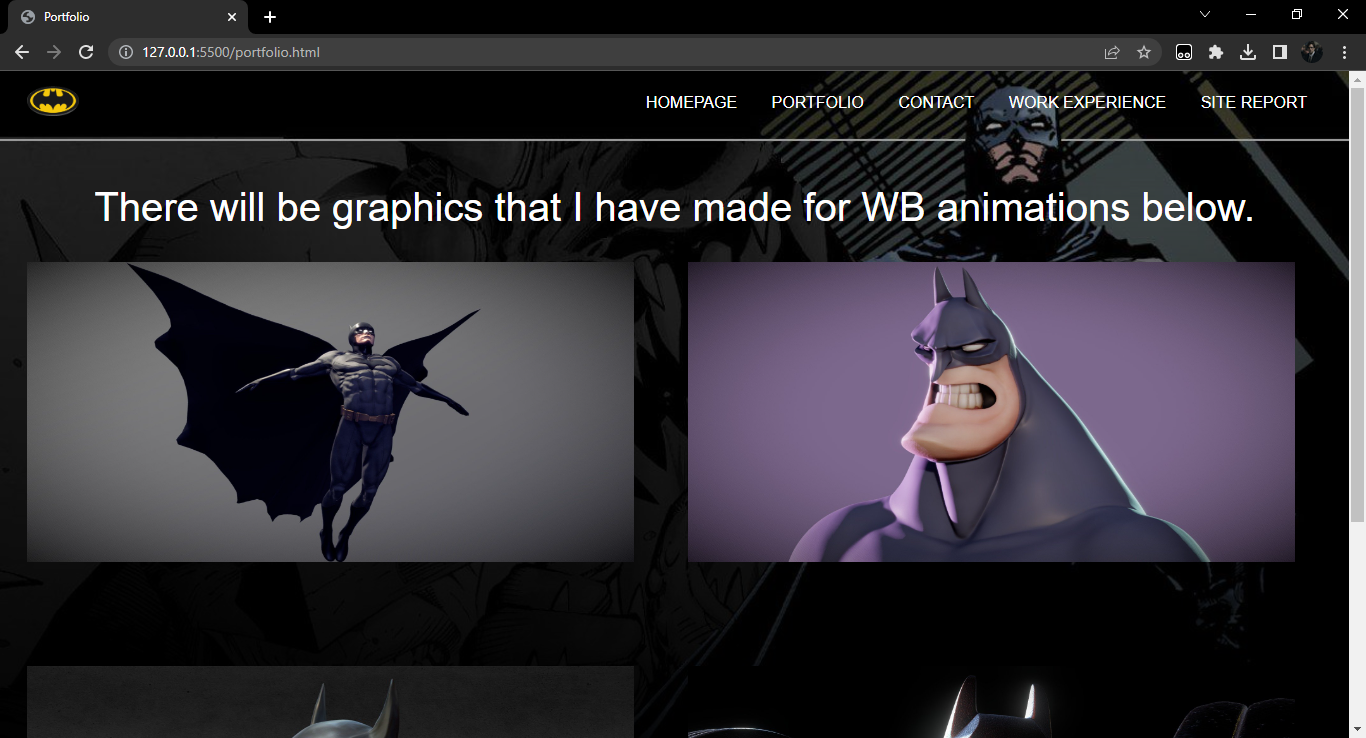 Portfolio
127.0.0.1:5500/portfolio.html
HOMEPAGE PORTFOLIO CONTACT WORK EXPERIENCE SITE REPORT
There will be graphics that I have made for WB animations below.